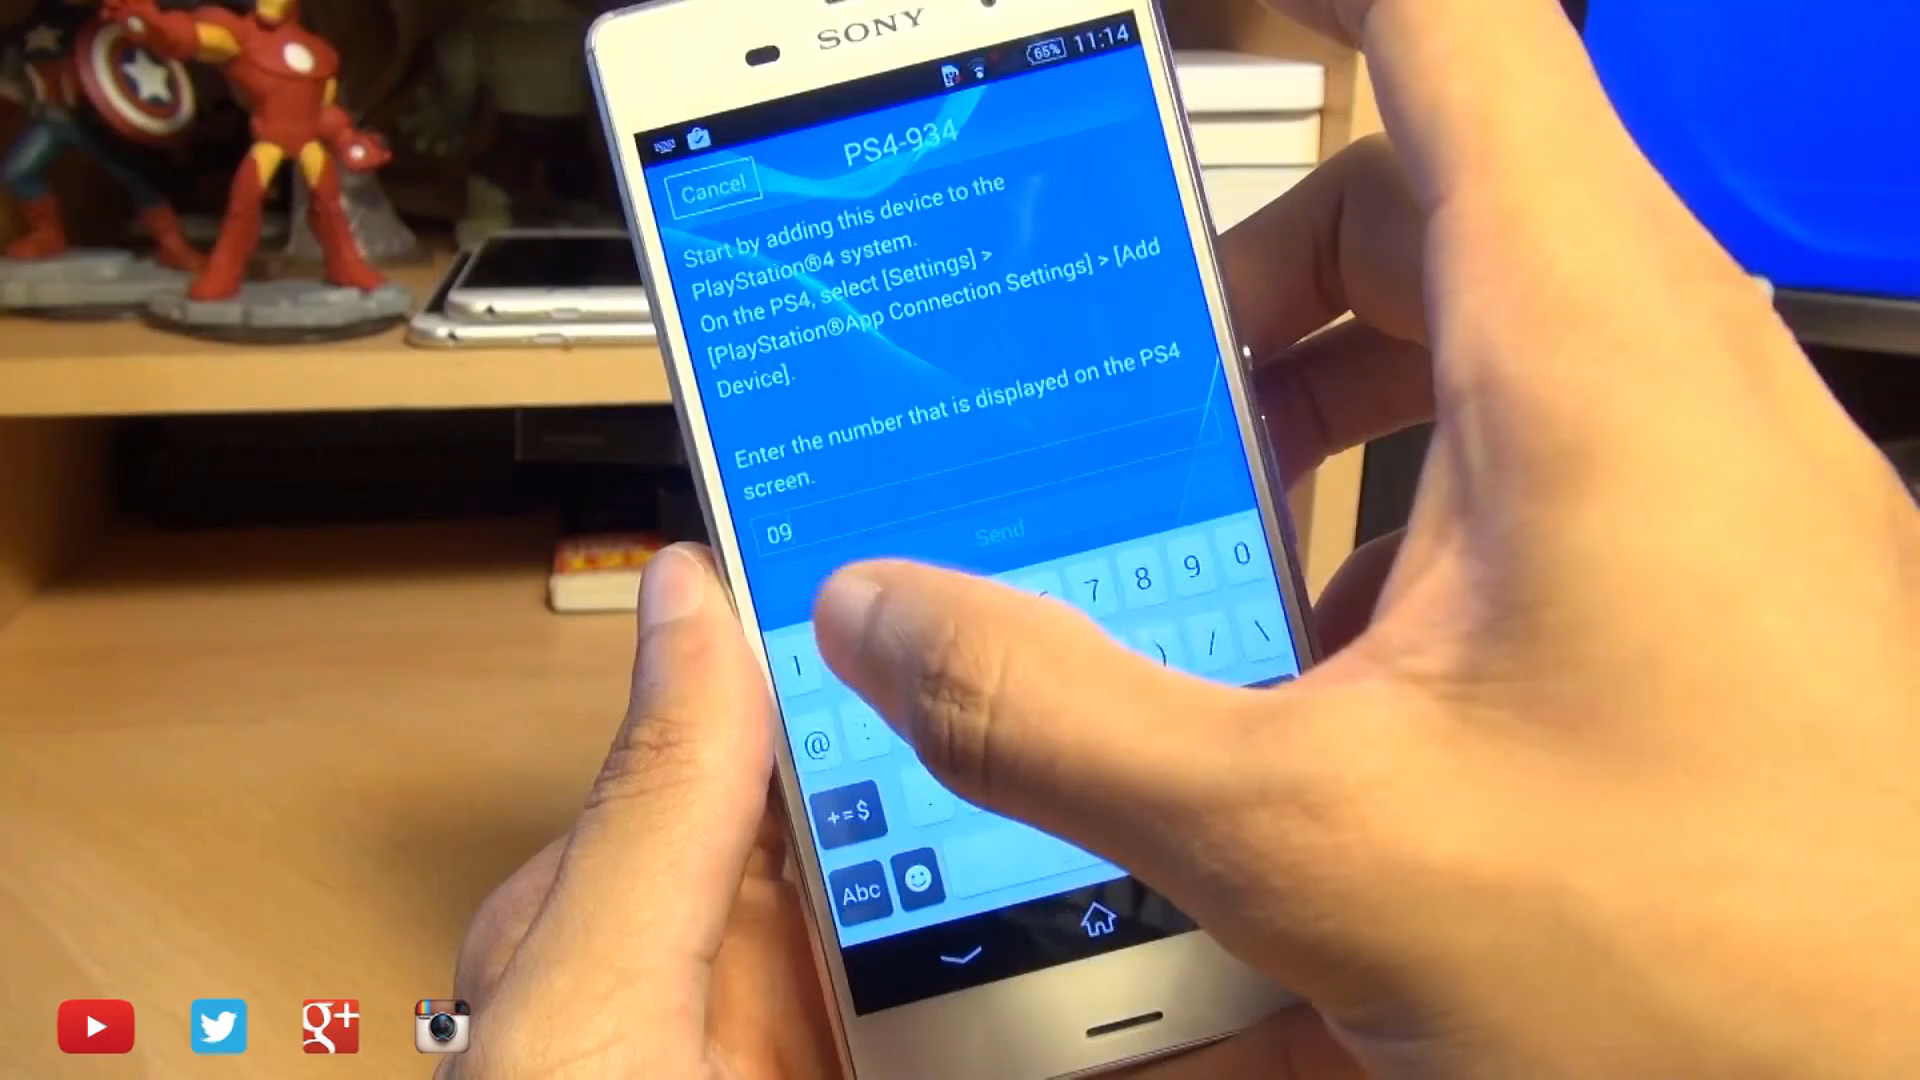 SONY
65% 11:14
PS4-934
Cancel
Start by adding this device to the
PlayStation®4 system.
On the PS4, select [Settings] >
[PlayStation®App Connection Settings] > [Add
Device].
Enter the number that is displayed on the PS4
screen.
09
Send
7 8 9 0
) / \
@ :
+=$
Abc
g+